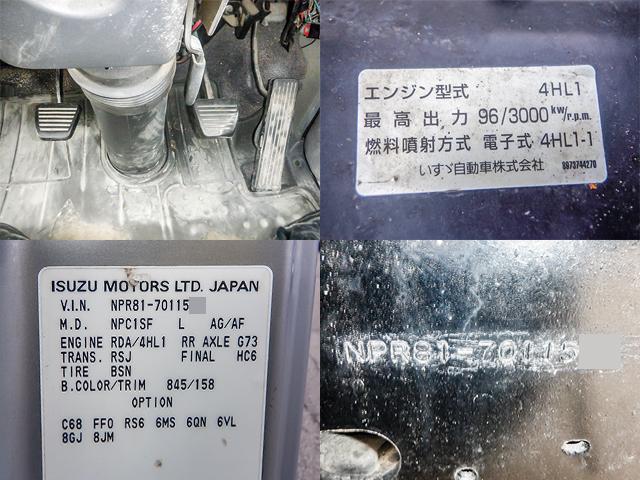 エンジン型式 4HL1
最高出力 96/3000kw/r.p.m.
燃料噴射方式 電子式 4HL1-1
いすゞ自動車株式会社 8973744270
ISUZU MOTORS LTD. JAPAN
V.I.N. NPR81-70115
M.D. NPC1SF L AG/AF
ENGINE RDA/4HL1 RR AXLE G73
TRANS. RSJ FINAL HC6
TIRE BSN
B.COLOR/TRIM 845/158
OPTION
C68 FF0 RS6 6MS 6QN 6VL
8GJ 8JM
NPR81-70115